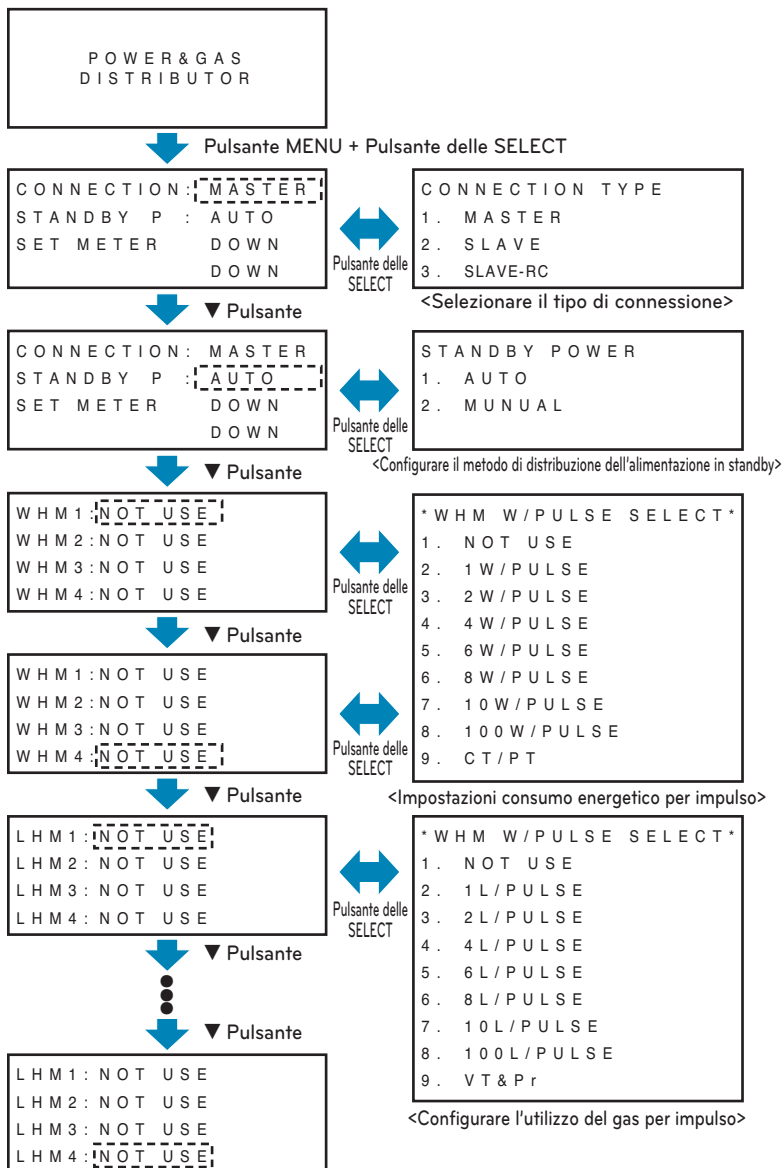 POWER&GAS
DISTRIBUTOR
Pulsante MENU + Pulsante delle SELECT
CONNECTION: MASTER
STANDBY P : AUTO
SET METER DOWN
DOWN
Pulsante delle
SELECT
CONNECTION TYPE
1. MASTER
2. SLAVE
3. SLAVE-RC
<Selezionare il tipo di connessione>
▼ Pulsante
CONNECTION: MASTER
STANDBY P : AUTO
SET METER DOWN
DOWN
Pulsante delle
SELECT
STANDBY POWER
1. AUTO
2. MUNUAL
<Configurare il metodo di distribuzione dell'alimentazione in standby>
▼ Pulsante
WHM1:NOT USE
WHM2:NOT USE
WHM3:NOT USE
WHM4:NOT USE
Pulsante delle
SELECT
▼ Pulsante
WHM1:NOT USE
WHM2:NOT USE
WHM3:NOT USE
WHM4:NOT USE
Pulsante delle
SELECT
*WHM W/PULSE SELECT*
1. NOT USE
2. 1W/PULSE
3. 2W/PULSE
4. 4W/PULSE
5. 6W/PULSE
6. 8W/PULSE
7. 10W/PULSE
8. 100W/PULSE
9. CT/PT
<Impostazioni consumo energetico per impulso>
▼ Pulsante
LHM1: NOT USE
LHM2: NOT USE
LHM3: NOT USE
LHM4: NOT USE
Pulsante delle
SELECT
*WHM W/PULSE SELECT*
1. NOT USE
2. 1L/PULSE
3. 2L/PULSE
4. 4L/PULSE
5. 6L/PULSE
6. 8L/PULSE
7. 10L/PULSE
8. 100L/PULSE
9. VT&Pr
<Configurare l'utilizzo del gas per impulso>
▼ Pulsante
▼ Pulsante
LHM1: NOT USE
LHM2: NOT USE
LHM3: NOT USE
LHM4: NOT USE